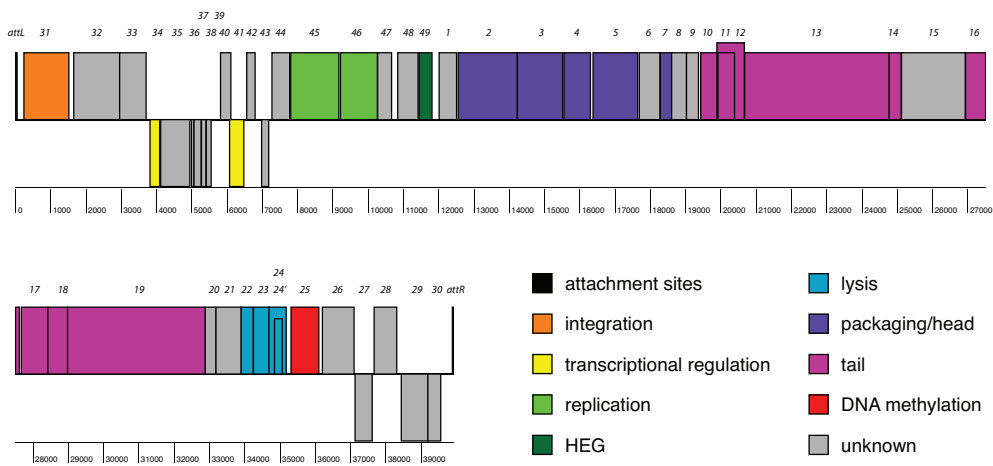 37 39
attL 31 32 33 34 35 36 38 40 41 42 43 44 45 46 47 48 49 1 2 3 4 5 6 7 8 9 10 11 12 13 14 15 16
0 1000 2000 3000 4000 5000 6000 7000 8000 9000 10000 11000 12000 13000 14000 15000 16000 17000 18000 19000 20000 21000 22000 23000 24000 25000 26000 27000
24
17 18 19 20 21 22 23 24' 25 26 27 28 29 30 attR
28000 29000 30000 31000 32000 33000 34000 35000 36000 37000 38000 39000
attachment sites
integration
transcriptional regulation
replication
HEG
lysis
packaging/head
tail
DNA methylation
unknown